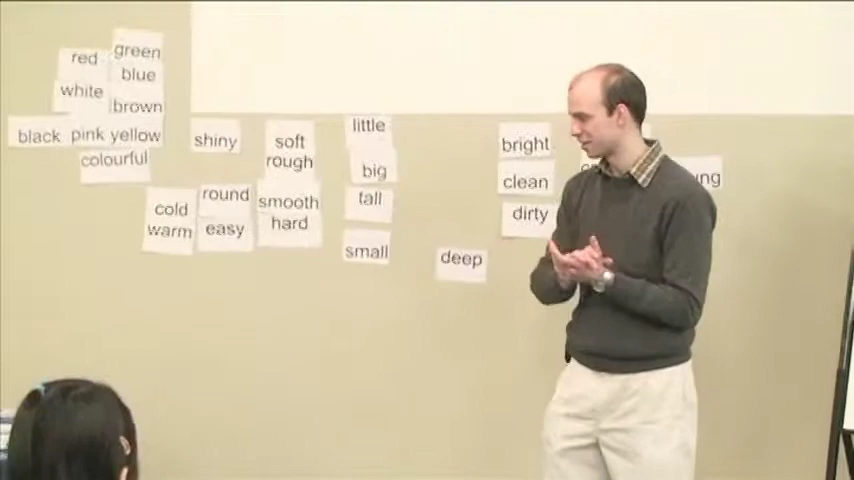 red
green
blue
white
brown
black
pink
yellow
colourful
shiny
cold
warm
round
easy
soft
rough
smooth
hard
little
big
tall
small
deep
bright
clean
dirty